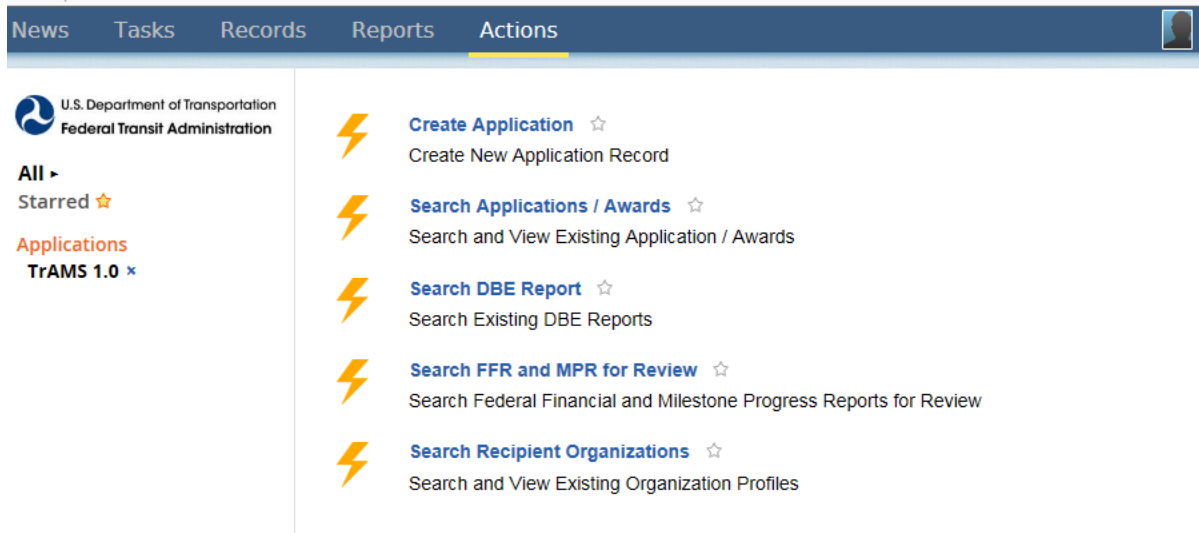 News Tasks Records Reports Actions
U.S. Department of Transportation
Federal Transit Administration
All ▸
Starred
Applications
TrAMS 1.0 ×
Create Application
Create New Application Record
Search Applications / Awards
Search and View Existing Application / Awards
Search DBE Report
Search Existing DBE Reports
Search FFR and MPR for Review
Search Federal Financial and Milestone Progress Reports for Review
Search Recipient Organizations
Search and View Existing Organization Profiles